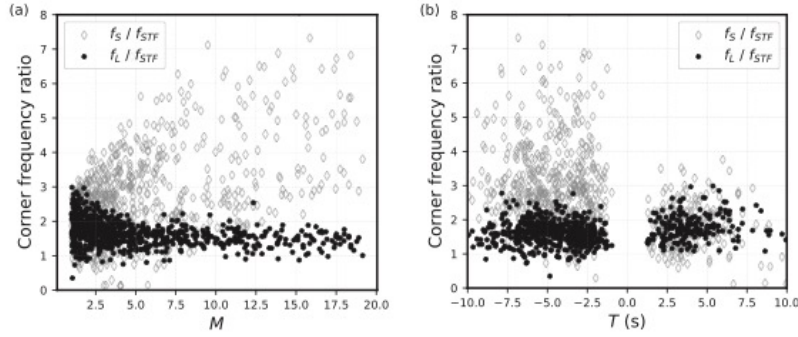 (a)
f_S / f_STF
f_L / f_STF
Corner frequency ratio
8
7
6
5
4
3
2
1
0
2.5 5.0 7.5 10.0 12.5 15.0 17.5 20.0
M
(b)
f_S / f_STF
f_L / f_STF
Corner frequency ratio
8
7
6
5
4
3
2
1
0
−10.0 −7.5 −5.0 −2.5 0.0 2.5 5.0 7.5 10.0
T (s)